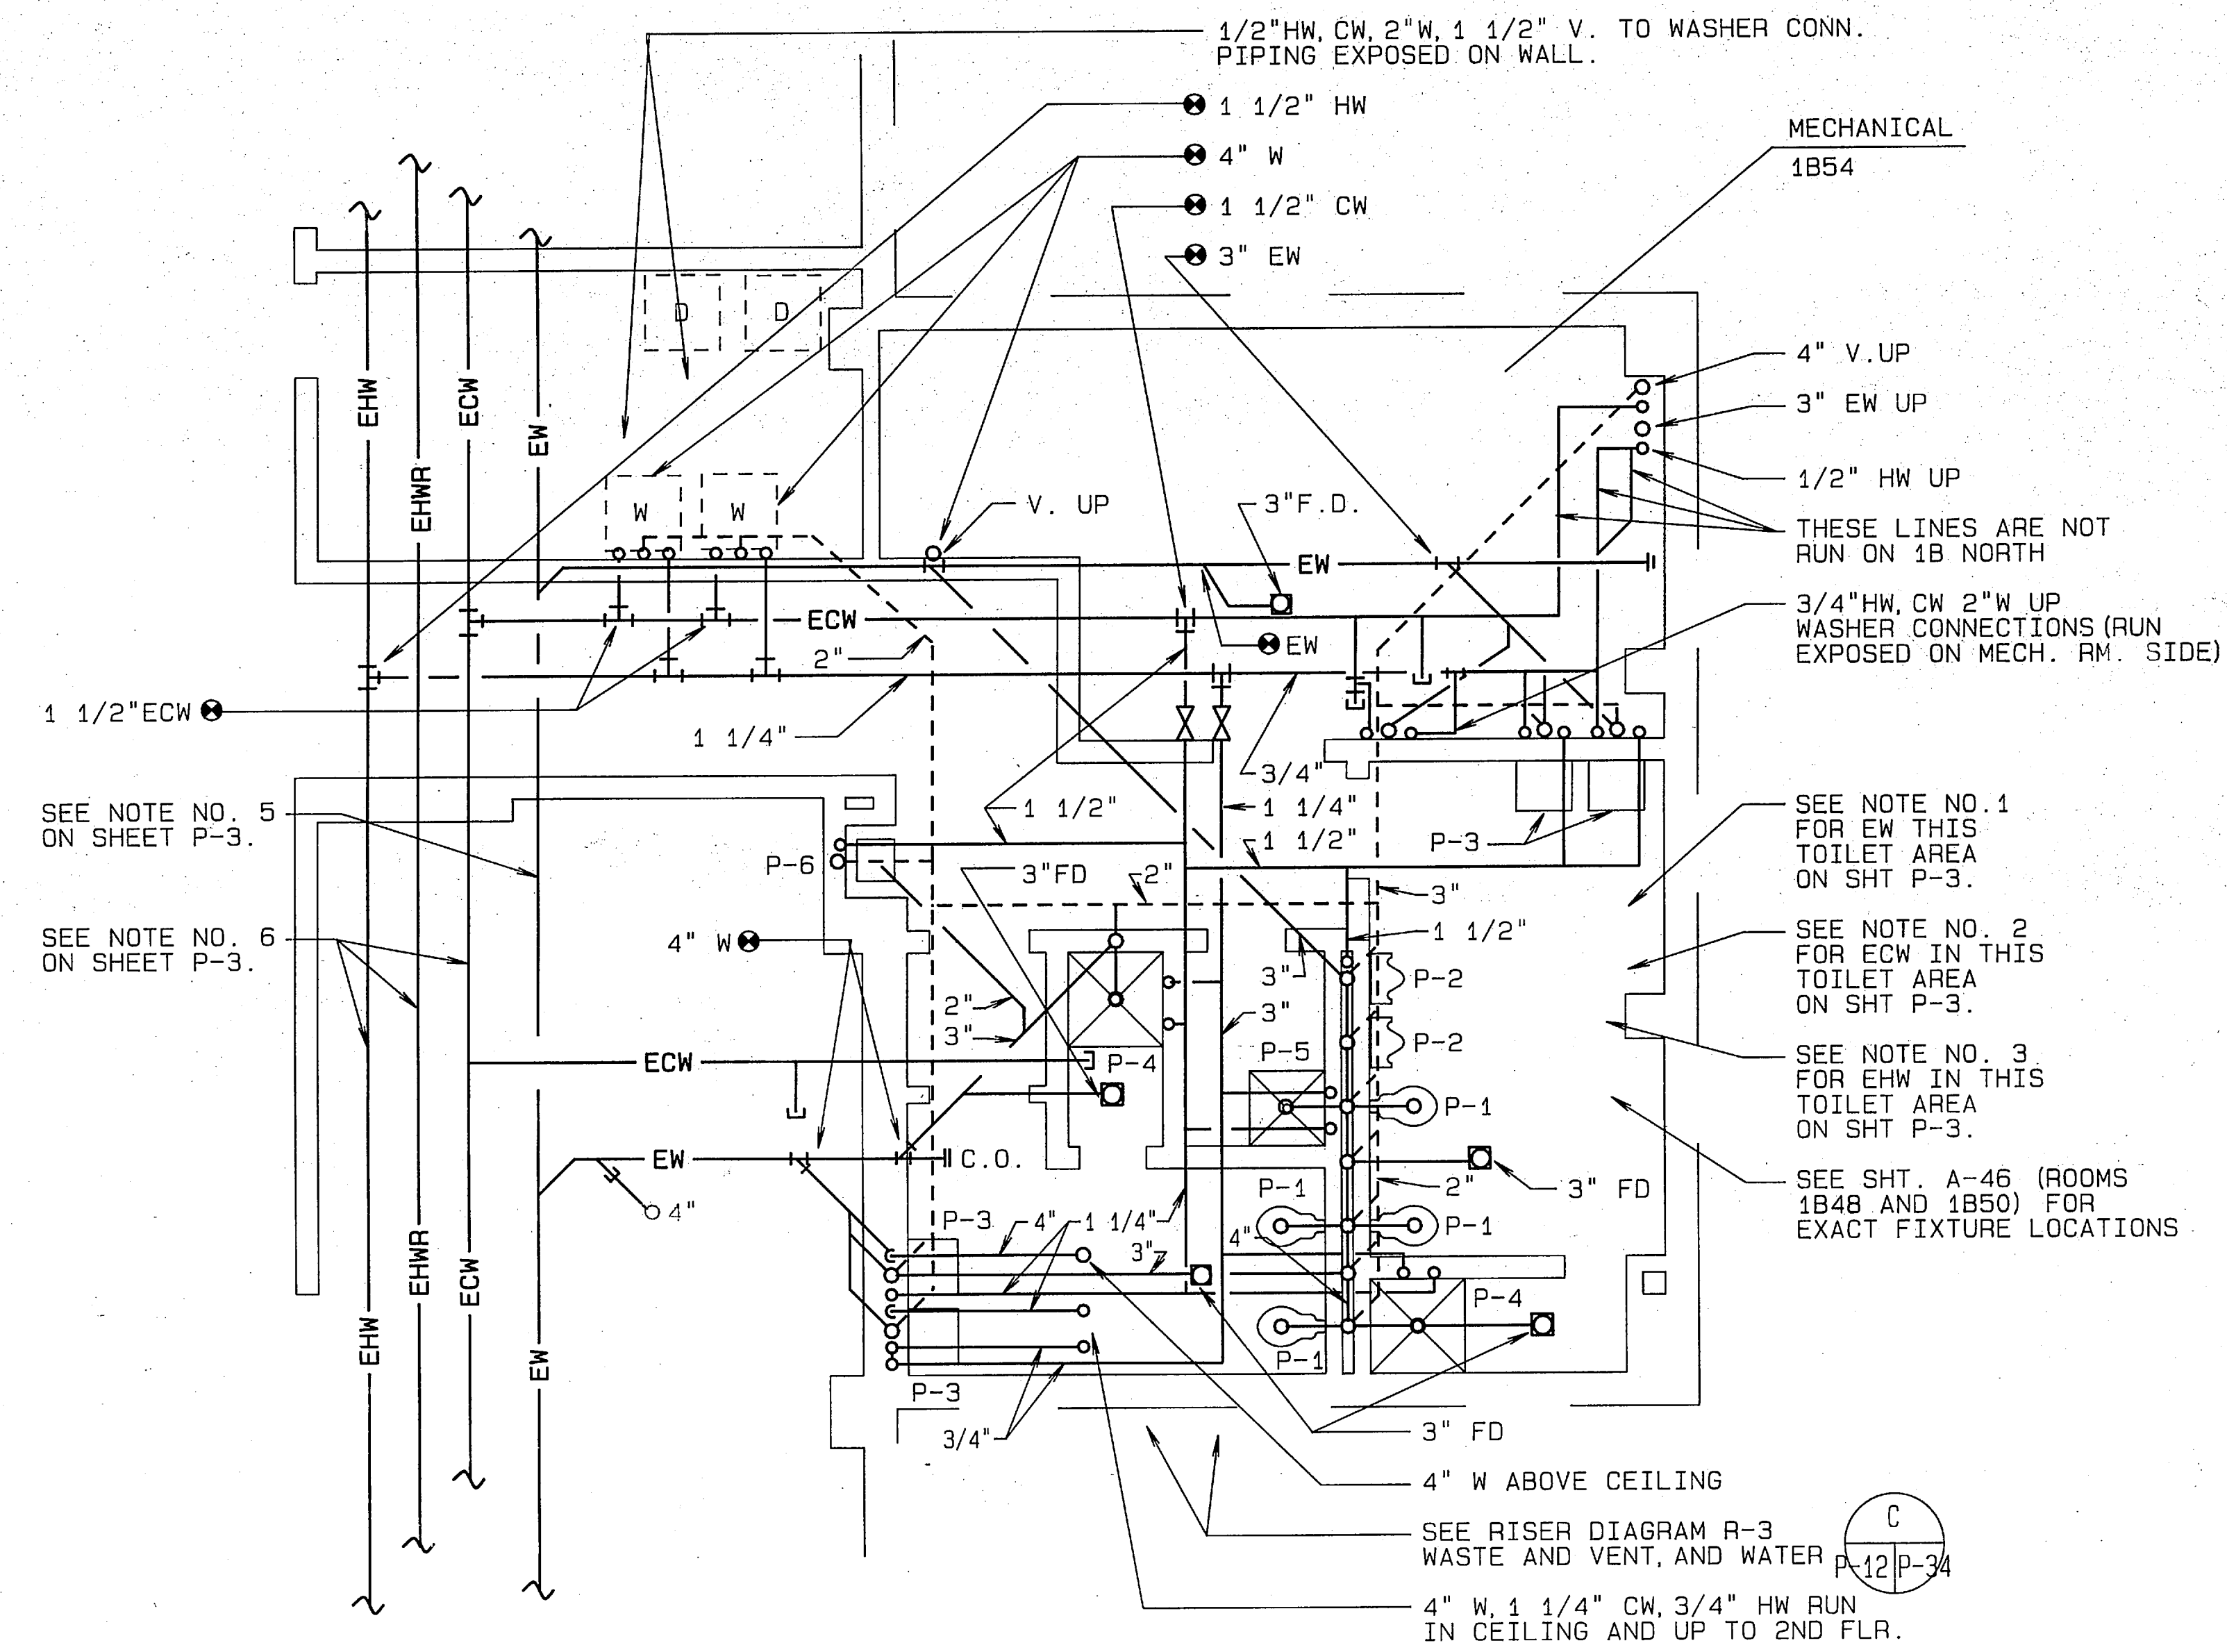 1/2"HW, CW, 2"W, 1 1/2" V. TO WASHER CONN.
PIPING EXPOSED ON WALL.
1 1/2" HW
4" W
1 1/2" CW
3" EW
MECHANICAL
1B54
D
D
4" V.UP
3" EW UP
1/2" HW UP
EHW
ECW
EW
EHWR
W
W
V. UP
3"F.D.
THESE LINES ARE NOT
RUN ON 1B NORTH
EW
3/4"HW, CW 2"W UP
WASHER CONNECTIONS (RUN
EXPOSED ON MECH. RM. SIDE)
ECW
EW
2"
1 1/2"ECW
1 1/4"
3/4"
SEE NOTE NO. 5
ON SHEET P-3.
1 1/2"
1 1/4"
1 1/2"
P-3
SEE NOTE NO.1
FOR EW THIS
TOILET AREA
ON SHT P-3.
P-6
3"FD
2"
3"
SEE NOTE NO. 6
ON SHEET P-3.
4" W
1 1/2"
SEE NOTE NO. 2
FOR ECW IN THIS
TOILET AREA
ON SHT P-3.
3"
P-2
2"
3"
3"
P-5
P-2
ECW
P-4
SEE NOTE NO. 3
FOR EHW IN THIS
TOILET AREA
ON SHT P-3.
P-1
EW
C.O.
4"
P-1
2"
3" FD
SEE SHT. A-46 (ROOMS
1B48 AND 1B50) FOR
EXACT FIXTURE LOCATIONS
P-3
4"
1 1/4"
3"
4"
P-1
EHWR
ECW
P-4
EHW
EW
P-1
P-3
3/4"
3" FD
4" W ABOVE CEILING
SEE RISER DIAGRAM R-3
WASTE AND VENT, AND WATER
C
P-12
P-34
4" W, 1 1/4" CW, 3/4" HW RUN
IN CEILING AND UP TO 2ND FLR.